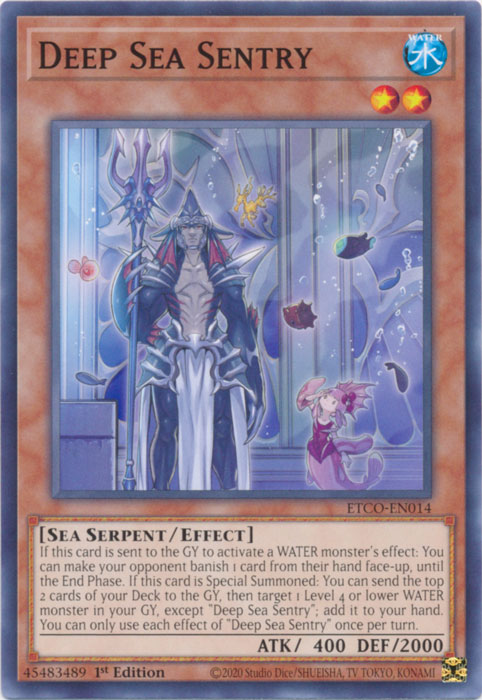 DEEP SEA SENTRY
WATER
水
ETCO-EN014
[SEA SERPENT/EFFECT]
If this card is sent to the GY to activate a WATER monster's effect: You
can make your opponent banish 1 card from their hand face-up, until
the End Phase. If this card is Special Summoned: You can send the top
2 cards of your Deck to the GY, then target 1 Level 4 or lower WATER
monster in your GY, except "Deep Sea Sentry"; add it to your hand.
You can only use each effect of "Deep Sea Sentry" once per turn.
ATK/ 400 DEF/2000
45483489 1st Edition ©2020 Studio Dice/SHUEISHA, TV TOKYO, KONAMI